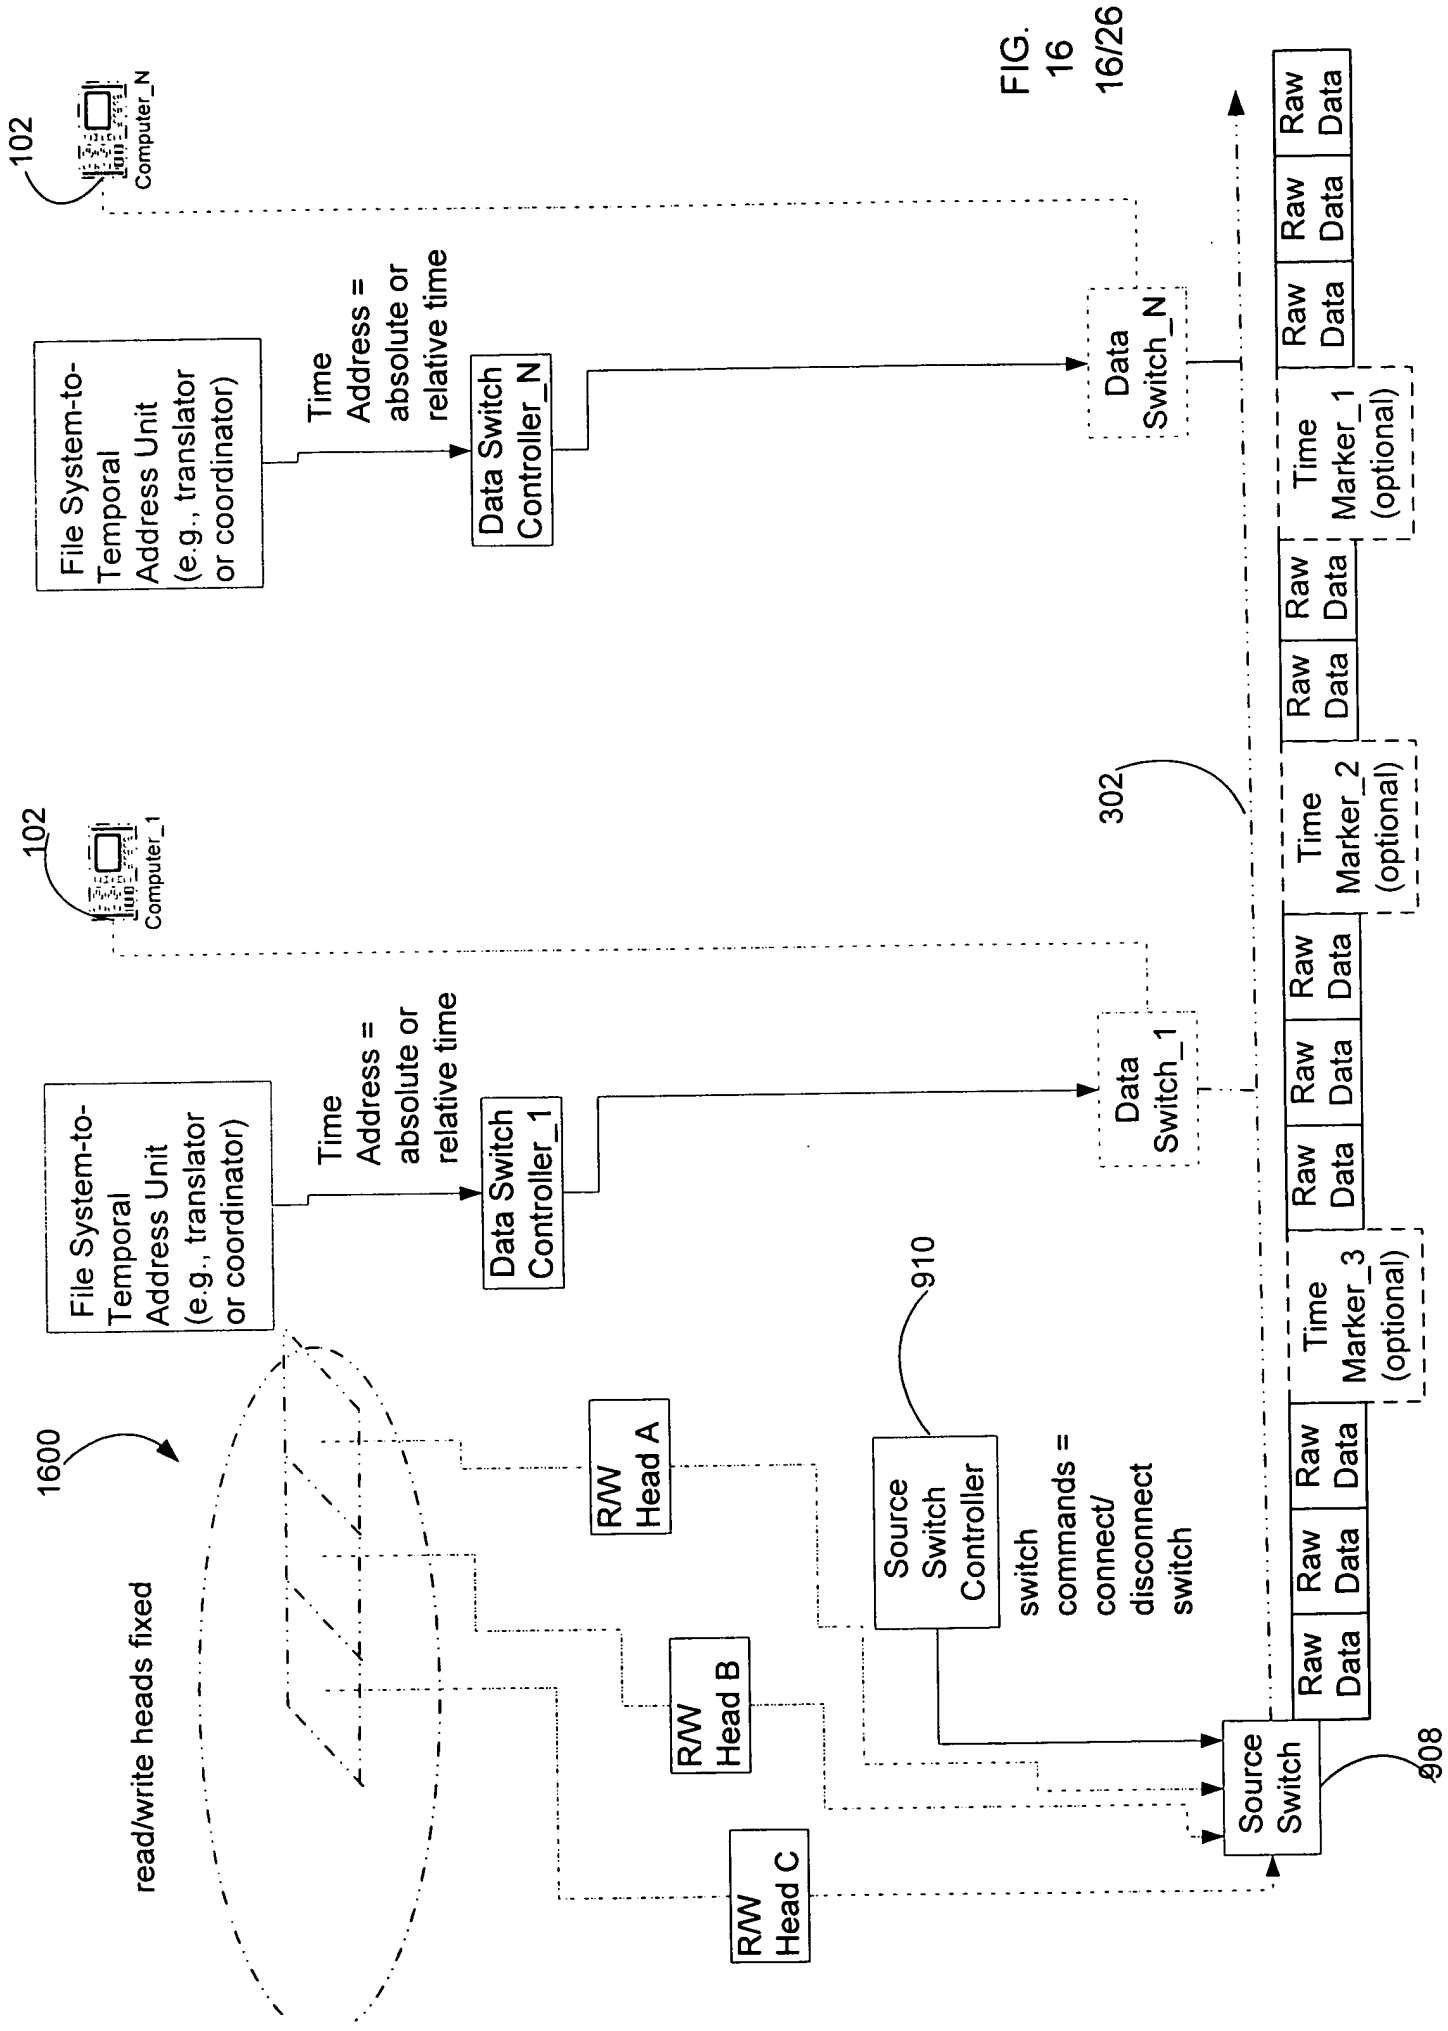 1600
read/write heads fixed
File System-to-
Temporal
Address Unit
(e.g., translator
or coordinator)
102
Computer_1
File System-to-
Temporal
Address Unit
(e.g., translator
or coordinator)
102
Computer_N
Time
Address =
absolute or
relative time
Time
Address =
absolute or
relative time
Data Switch
Controller_1
Data Switch
Controller_N
R/W
Head A
R/W
Head B
R/W
Head C
910
Source
Switch
Controller
switch
commands =
connect/
disconnect
switch
Data
Switch_1
Data
Switch_N
302
FIG.
16
16/26
Source
Switch
908
Raw
Data
Raw
Data
Raw
Data
Time
Marker_3
(optional)
Raw
Data
Raw
Data
Raw
Data
Time
Marker_2
(optional)
Raw
Data
Raw
Data
Time
Marker_1
(optional)
Raw
Data
Raw
Data
Raw
Data